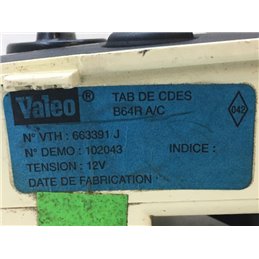 Valeo ® TAB DE CDES
B64R A/C
042
N° VTH : 663391 J
N° DEMO : 102043 INDICE :
TENSION : 12V
DATE DE FABRICATION :